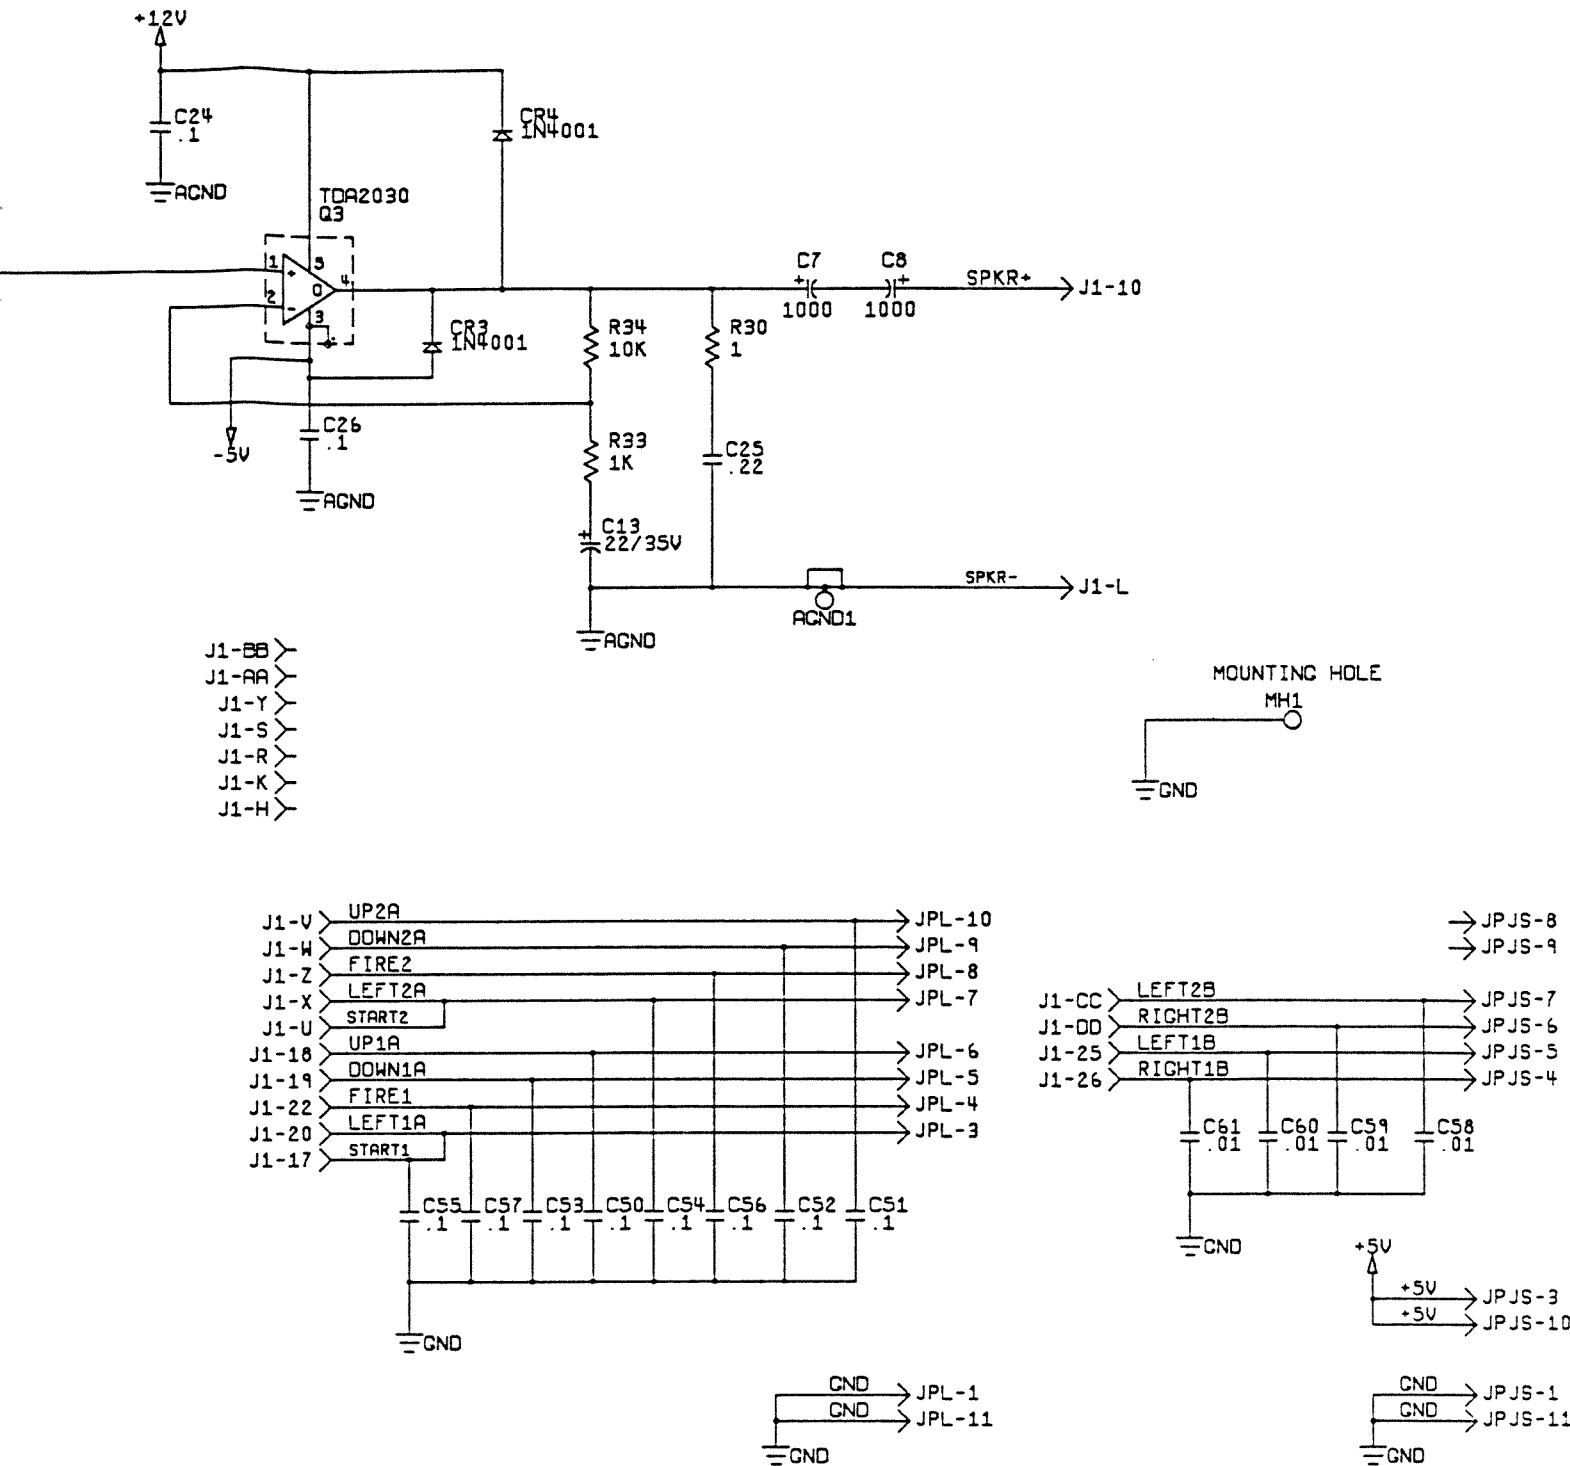 +12V
C24
.1
AGND
CR4
1N4001
TDA2030
Q3
1
+
5
4
2
-
Q
3
CR3
1N4001
-5V
C26
.1
AGND
R34
10K
R33
1K
C13
+
22/35V
AGND
R30
1
C25
.22
C7
+
1000
C8
+
1000
SPKR+
J1-10
SPKR-
J1-L
AGND1
J1-BB
J1-AA
J1-Y
J1-S
J1-R
J1-K
J1-H
MOUNTING HOLE
MH1
GND
J1-V UP2A JPL-10
J1-W DOWN2A JPL-9
J1-Z FIRE2 JPL-8
J1-X LEFT2A JPL-7
J1-U START2
J1-18 UP1A JPL-6
J1-19 DOWN1A JPL-5
J1-22 FIRE1 JPL-4
J1-20 LEFT1A JPL-3
J1-17 START1
C55 C57 C53 C50 C54 C56 C52 C51
.1 .1 .1 .1 .1 .1 .1 .1
GND
GND JPL-1
GND JPL-11
GND
JPJS-8
JPJS-9
J1-CC LEFT2B JPJS-7
J1-DD RIGHT2B JPJS-6
J1-25 LEFT1B JPJS-5
J1-26 RIGHT1B JPJS-4
C61 C60 C59 C58
.01 .01 .01 .01
GND
+5V
+5V JPJS-3
+5V JPJS-10
GND JPJS-1
GND JPJS-11
GND